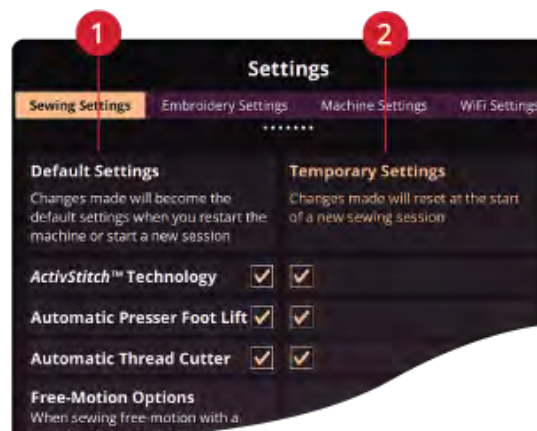 1 2
Settings
Sewing Settings Embroidery Settings Machine Settings WiFi Settings
Default Settings
Changes made will become the
default settings when you restart the
machine or start a new session
Temporary Settings
Changes made will reset at the start
of a new sewing session
ActivStitch™ Technology
Automatic Presser Foot Lift
Automatic Thread Cutter
Free-Motion Options
When sewing free-motion with a